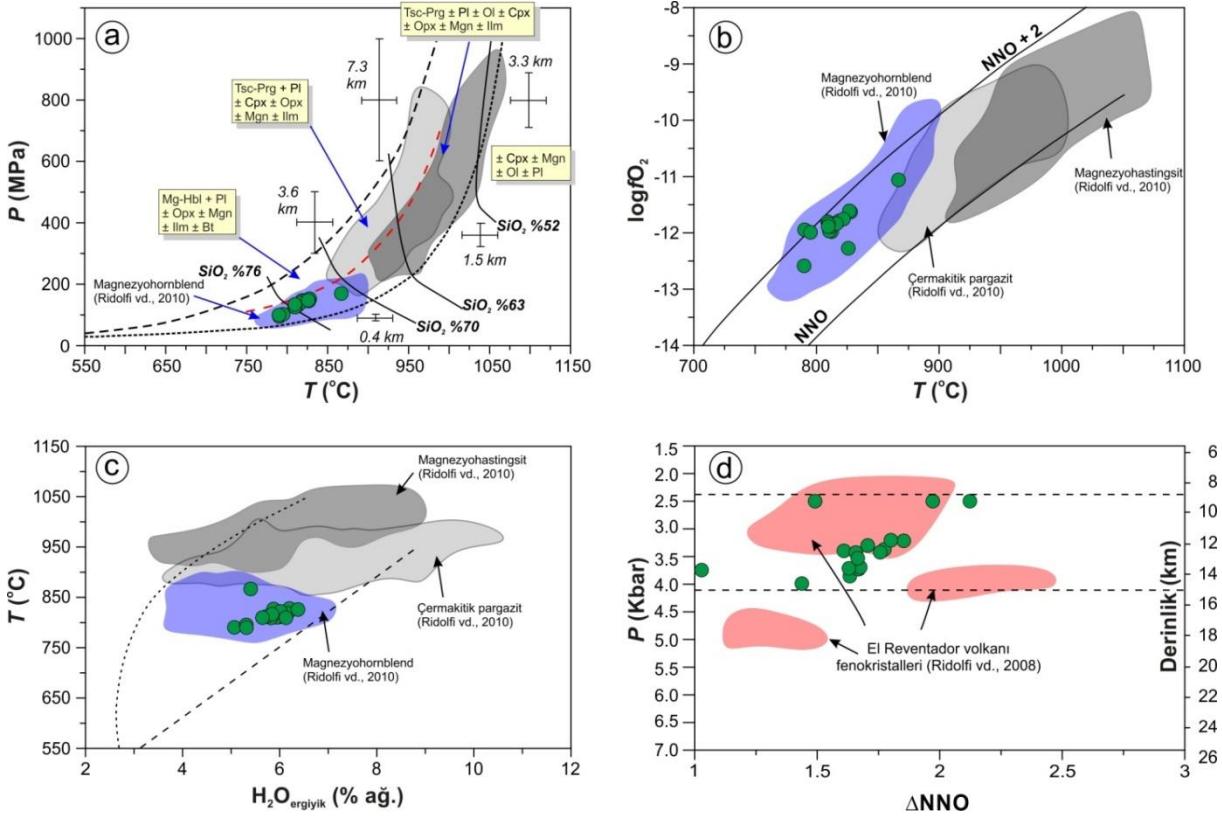 a
1000
800
600
400
200
0
P (MPa)
550
650
750
850
950
1050
1150
T (°C)
Tsc-Prg ± Pl ± Ol ± Cpx
± Opx ± Mgn ± Ilm
Tsc-Prg + Pl
± Cpx ± Opx
± Mgn ± Ilm
Mg-Hbl + Pl
± Opx ± Mgn
± Ilm ± Bt
± Cpx ± Mgn
± Ol ± Pl
7.3
km
3.3
km
3.6
km
1.5 km
0.4 km
SiO2 %52
SiO2 %63
SiO2 %70
SiO2 %76
Magnezyohornblend
(Ridolfi vd., 2010)
b
-8
-9
-10
-11
-12
-13
-14
logfO2
700
800
900
1000
1100
T (°C)
NNO + 2
NNO
Magnezyohornblend
(Ridolfi vd., 2010)
Magnezyohastingsit
(Ridolfi vd., 2010)
Çermakitik pargazit
(Ridolfi vd., 2010)
c
1150
1050
950
850
750
650
550
T (°C)
2
4
6
8
10
12
H2Oergiyik (% ağ.)
Magnezyohastingsit
(Ridolfi vd., 2010)
Çermakitik pargazit
(Ridolfi vd., 2010)
Magnezyohornblend
(Ridolfi vd., 2010)
d
1.5
2.0
2.5
3.0
3.5
4.0
4.5
5.0
5.5
6.0
6.5
7.0
P (Kbar)
1
1.5
2
2.5
3
ΔNNO
6
8
10
12
14
16
18
20
22
24
26
Derinlik (km)
El Reventador volkanı
fenokristalleri (Ridolfi vd., 2008)